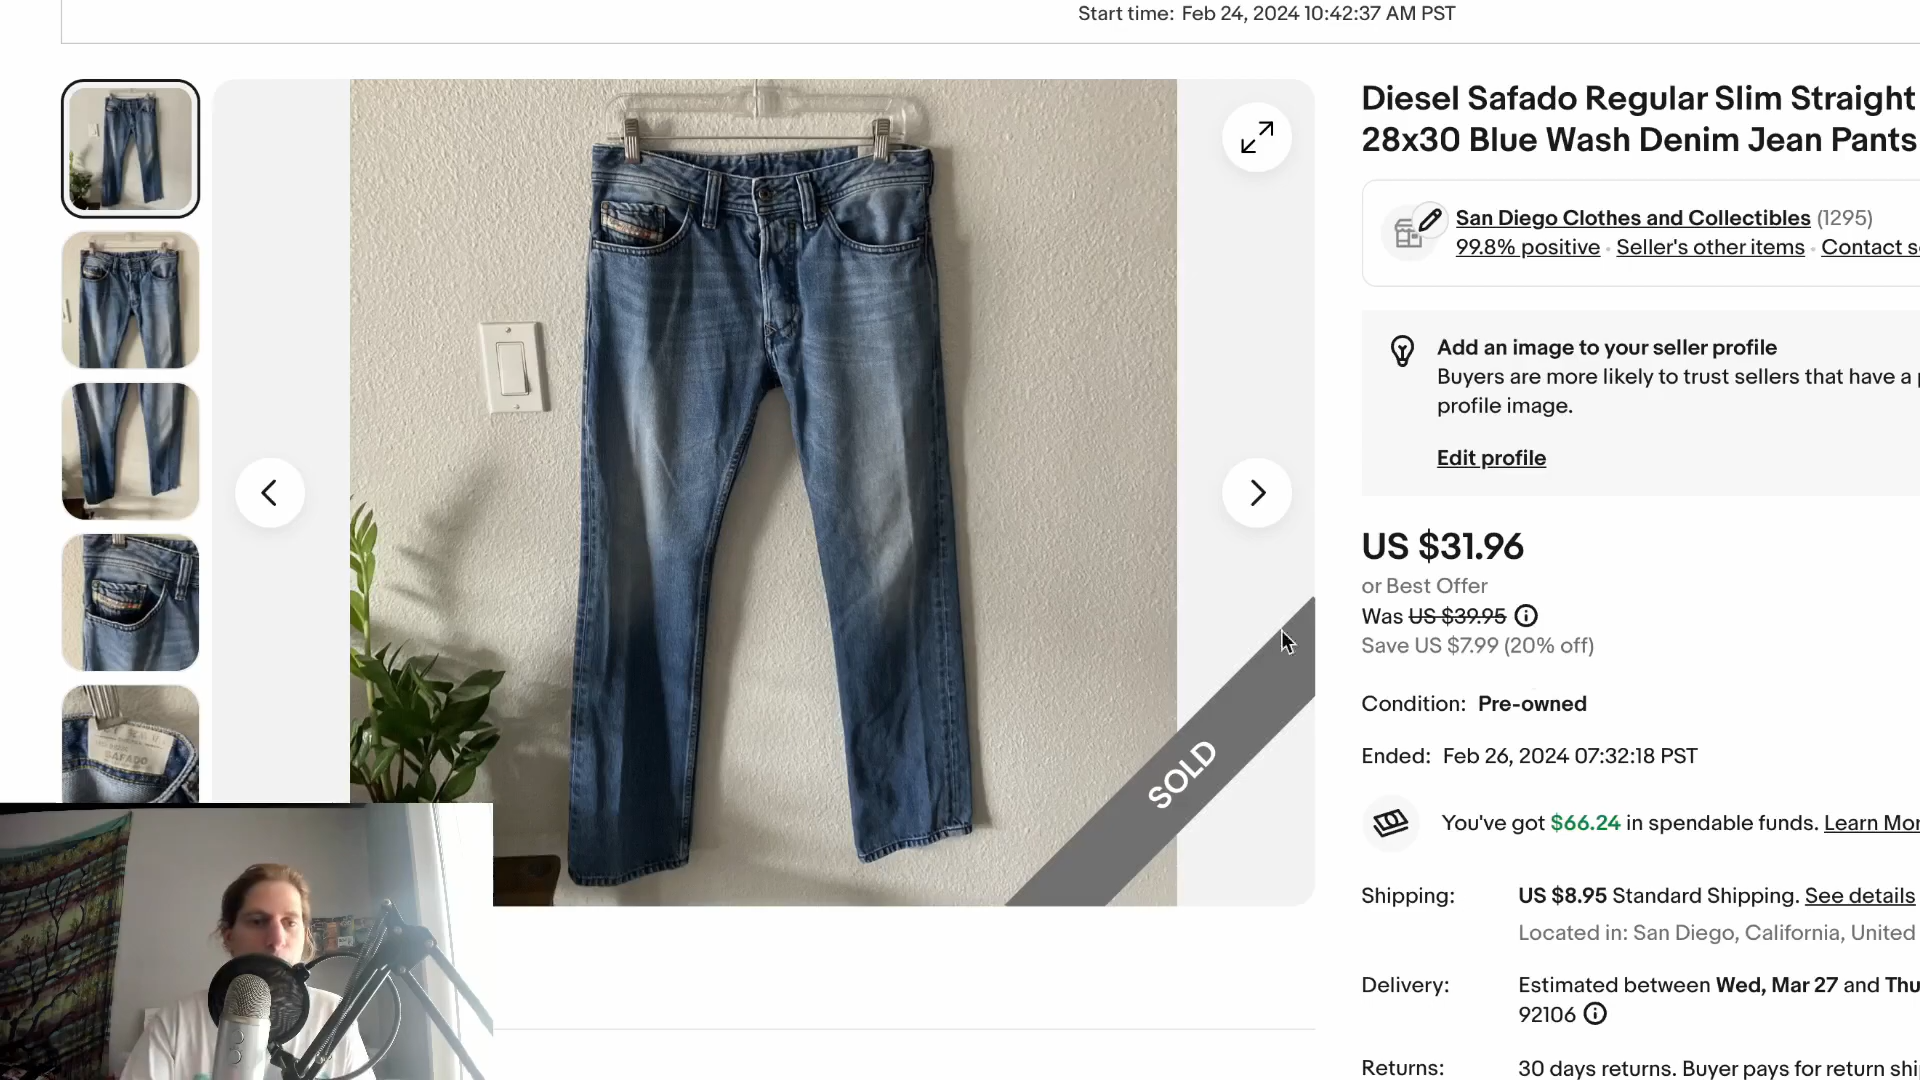 Start time: Feb 24, 2024 10:42:37 AM PST
Diesel Safado Regular Slim Straight
28x30 Blue Wash Denim Jean Pants
San Diego Clothes and Collectibles (1295)
99.8% positive · Seller's other items · Contact s
Add an image to your seller profile
Buyers are more likely to trust sellers that have a p
profile image.
Edit profile
US $31.96
or Best Offer
Was US $39.95
Save US $7.99 (20% off)
Condition: Pre-owned
Ended: Feb 26, 2024 07:32:18 PST
You've got $66.24 in spendable funds. Learn Mor
Shipping: US $8.95 Standard Shipping. See details
Located in: San Diego, California, United
Delivery: Estimated between Wed, Mar 27 and Thu
92106
Returns: 30 days returns. Buyer pays for return shi
SOLD
SAFADO